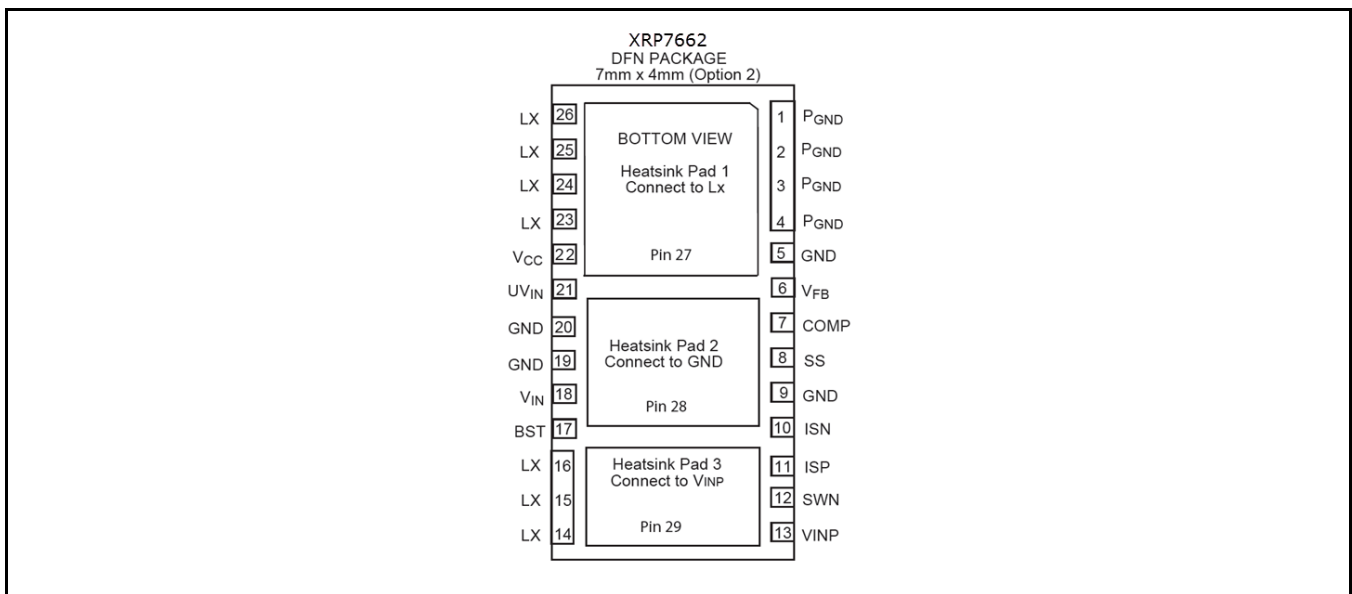 XRP7662
DFN PACKAGE
7mm x 4mm (Option 2)
LX 26
LX 25
LX 24
LX 23
VCC 22
UVIN 21
GND 20
GND 19
VIN 18
BST 17
LX 16
LX 15
LX 14
BOTTOM VIEW
Heatsink Pad 1
Connect to Lx
Pin 27
Heatsink Pad 2
Connect to GND
Pin 28
Heatsink Pad 3
Connect to VINP
Pin 29
1 PGND
2 PGND
3 PGND
4 PGND
5 GND
6 VFB
7 COMP
8 SS
9 GND
10 ISN
11 ISP
12 SWN
13 VINP